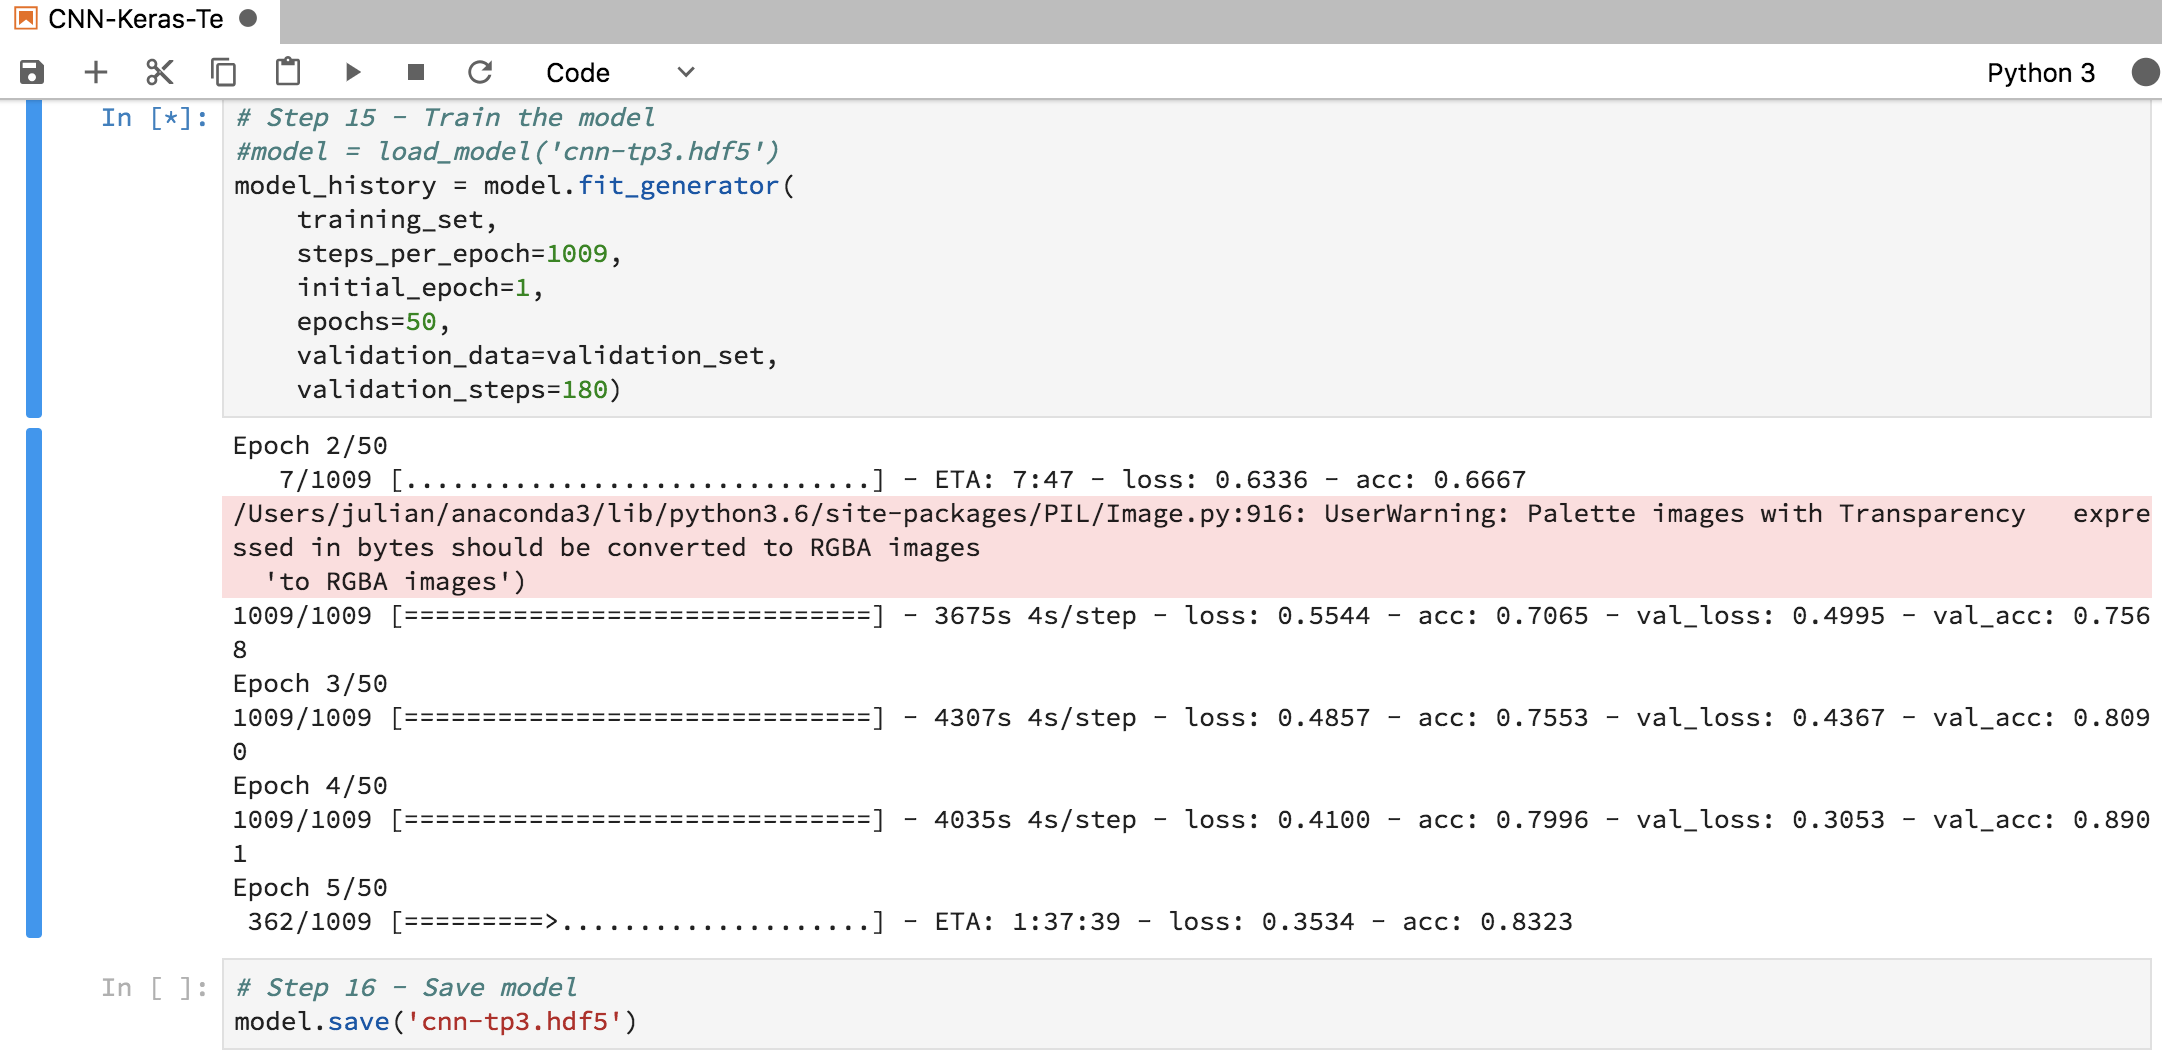 CNN-Keras-Te
Code
Python 3
In [*]:
# Step 15 - Train the model
#model = load_model('cnn-tp3.hdf5')
model_history = model.fit_generator(
    training_set,
    steps_per_epoch=1009,
    initial_epoch=1,
    epochs=50,
    validation_data=validation_set,
    validation_steps=180)
Epoch 2/50
   7/1009 [..............................] - ETA: 7:47 - loss: 0.6336 - acc: 0.6667
/Users/julian/anaconda3/lib/python3.6/site-packages/PIL/Image.py:916: UserWarning: Palette images with Transparency   expre
ssed in bytes should be converted to RGBA images
  'to RGBA images')
1009/1009 [==============================] - 3675s 4s/step - loss: 0.5544 - acc: 0.7065 - val_loss: 0.4995 - val_acc: 0.756
8
Epoch 3/50
1009/1009 [==============================] - 4307s 4s/step - loss: 0.4857 - acc: 0.7553 - val_loss: 0.4367 - val_acc: 0.809
0
Epoch 4/50
1009/1009 [==============================] - 4035s 4s/step - loss: 0.4100 - acc: 0.7996 - val_loss: 0.3053 - val_acc: 0.890
1
Epoch 5/50
 362/1009 [=========>....................] - ETA: 1:37:39 - loss: 0.3534 - acc: 0.8323
In [ ]:
# Step 16 - Save model
model.save('cnn-tp3.hdf5')